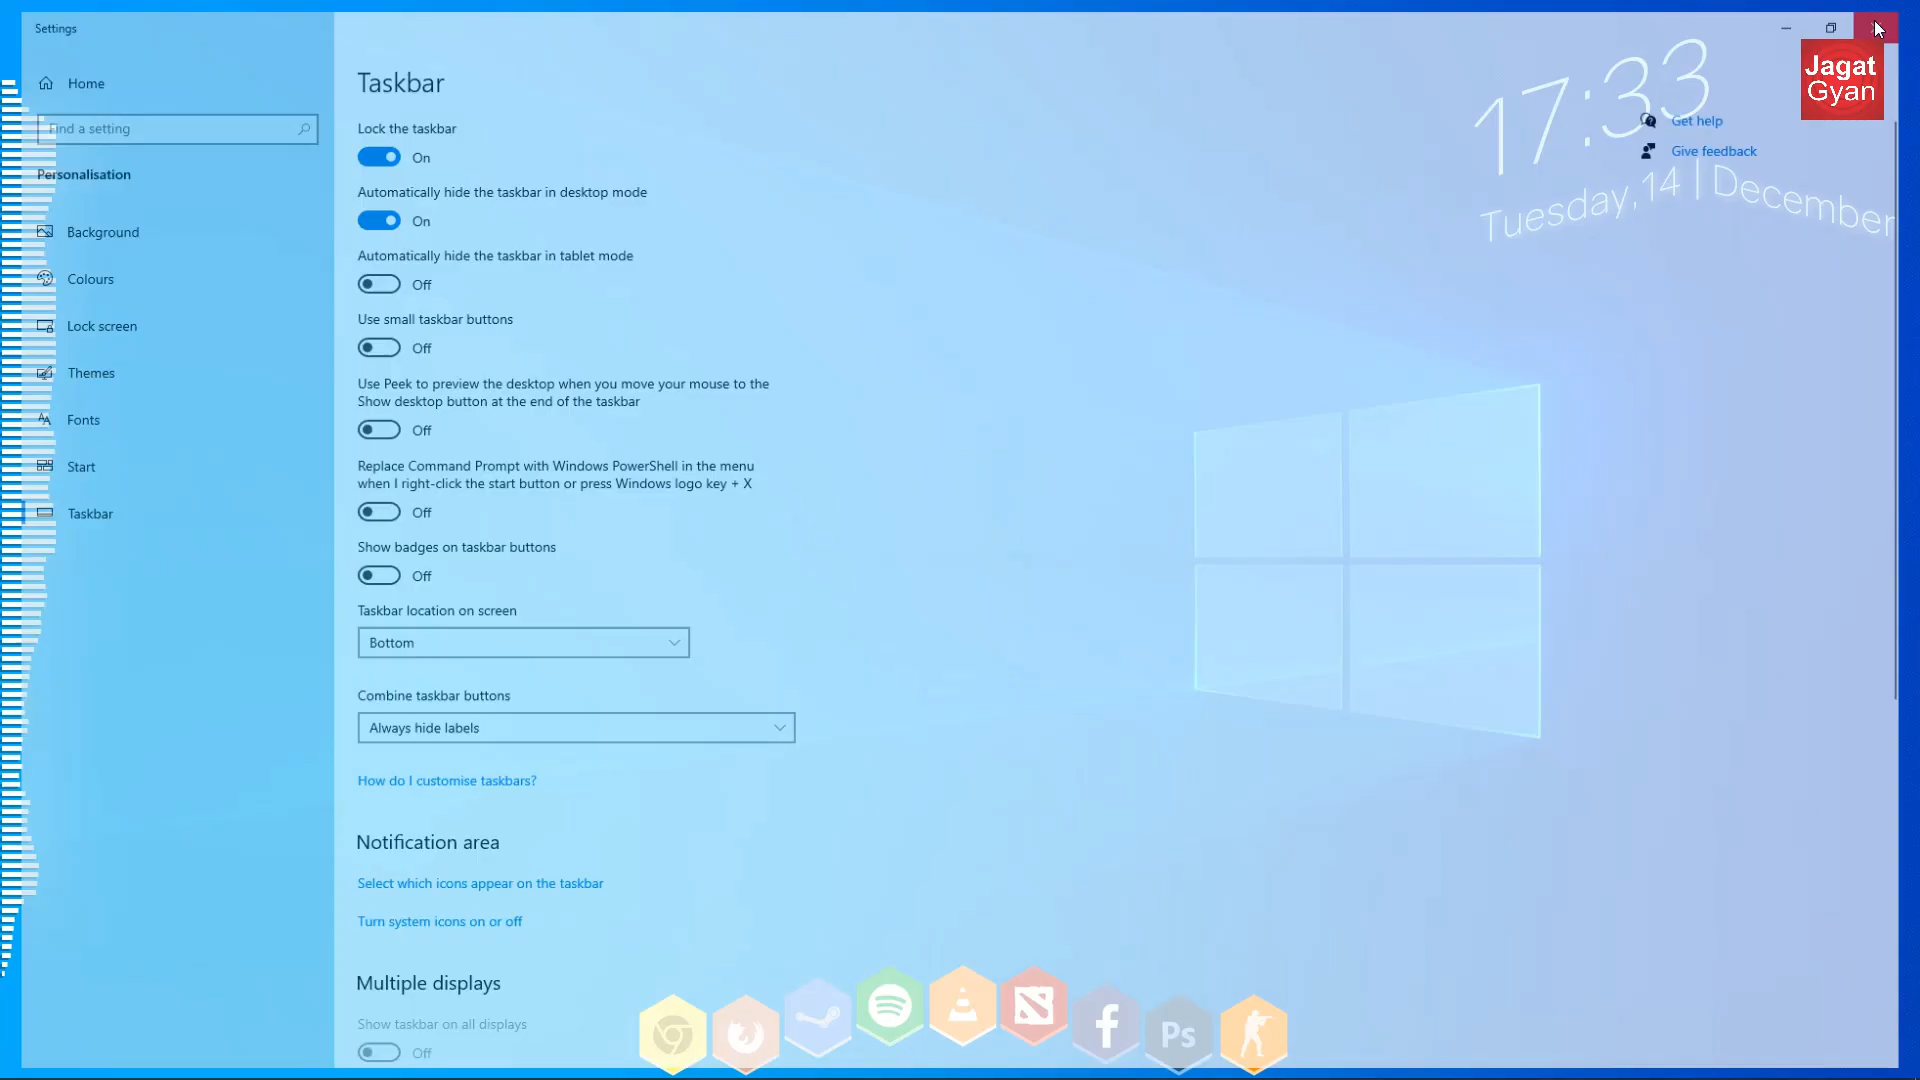 Settings
Home
Find a setting
Personalisation
Background
Colours
Lock screen
Themes
Fonts
Start
Taskbar
Taskbar
Lock the taskbar
On
Automatically hide the taskbar in desktop mode
On
Automatically hide the taskbar in tablet mode
Off
Use small taskbar buttons
Off
Use Peek to preview the desktop when you move your mouse to the
Show desktop button at the end of the taskbar
Off
Replace Command Prompt with Windows PowerShell in the menu
when I right-click the start button or press Windows logo key + X
Off
Show badges on taskbar buttons
Off
Taskbar location on screen
Bottom
Combine taskbar buttons
Always hide labels
How do I customise taskbars?
Notification area
Select which icons appear on the taskbar
Turn system icons on or off
Multiple displays
Show taskbar on all displays
Off
17:33
Tuesday, 14 | December
Get help
Give feedback
Jagat
Gyan
Ps